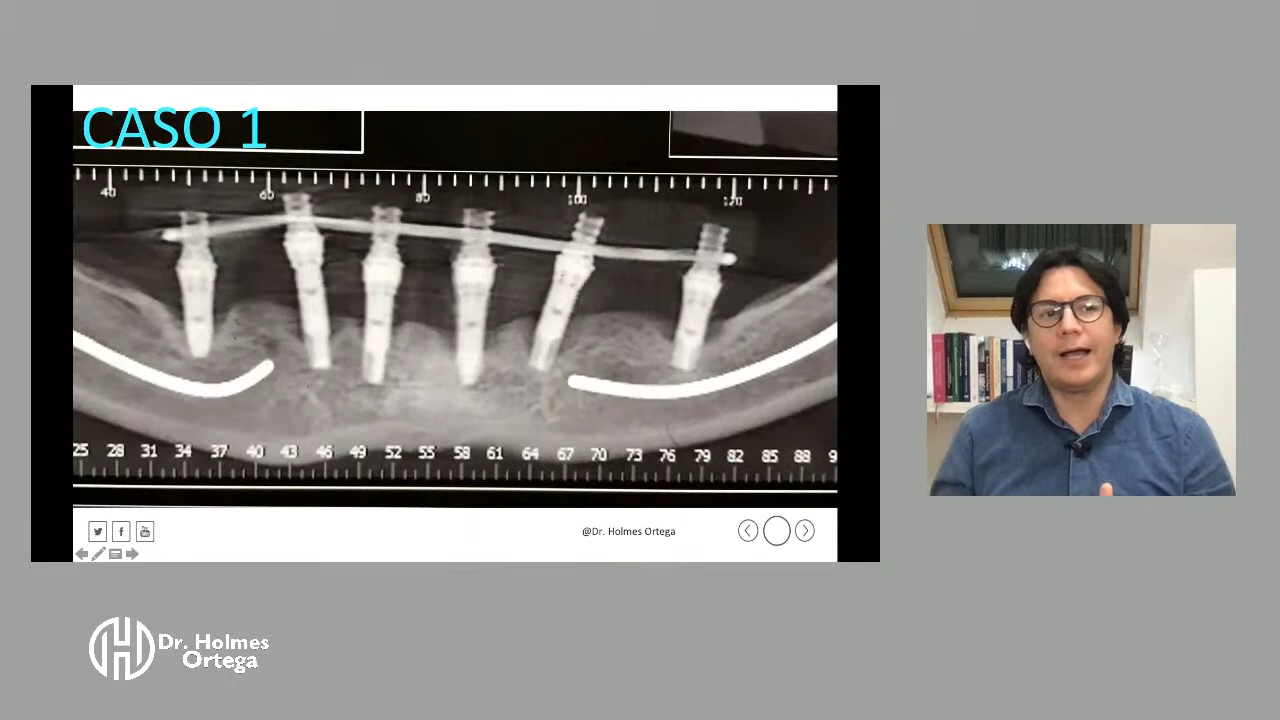 CASO 1
40 60 80 100 120
25 28 31 34 37 40 43 46 49 52 55 58 61 64 67 70 73 76 79 82 85 88 9
@Dr. Holmes Ortega
Dr. Holmes
Ortega